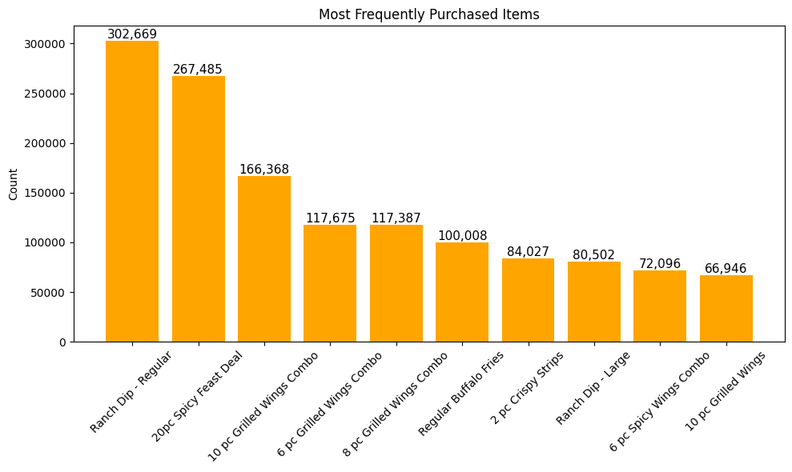 Most Frequently Purchased Items
302,669
267,485
166,368
117,675
117,387
100,008
84,027
80,502
72,096
66,946
300000
250000
200000
150000
100000
50000
0
Count
Ranch Dip - Regular
20pc Spicy Feast Deal
10 pc Grilled Wings Combo
6 pc Grilled Wings Combo
8 pc Grilled Wings Combo
Regular Buffalo Fries
2 pc Crispy Strips
Ranch Dip - Large
6 pc Spicy Wings Combo
10 pc Grilled Wings